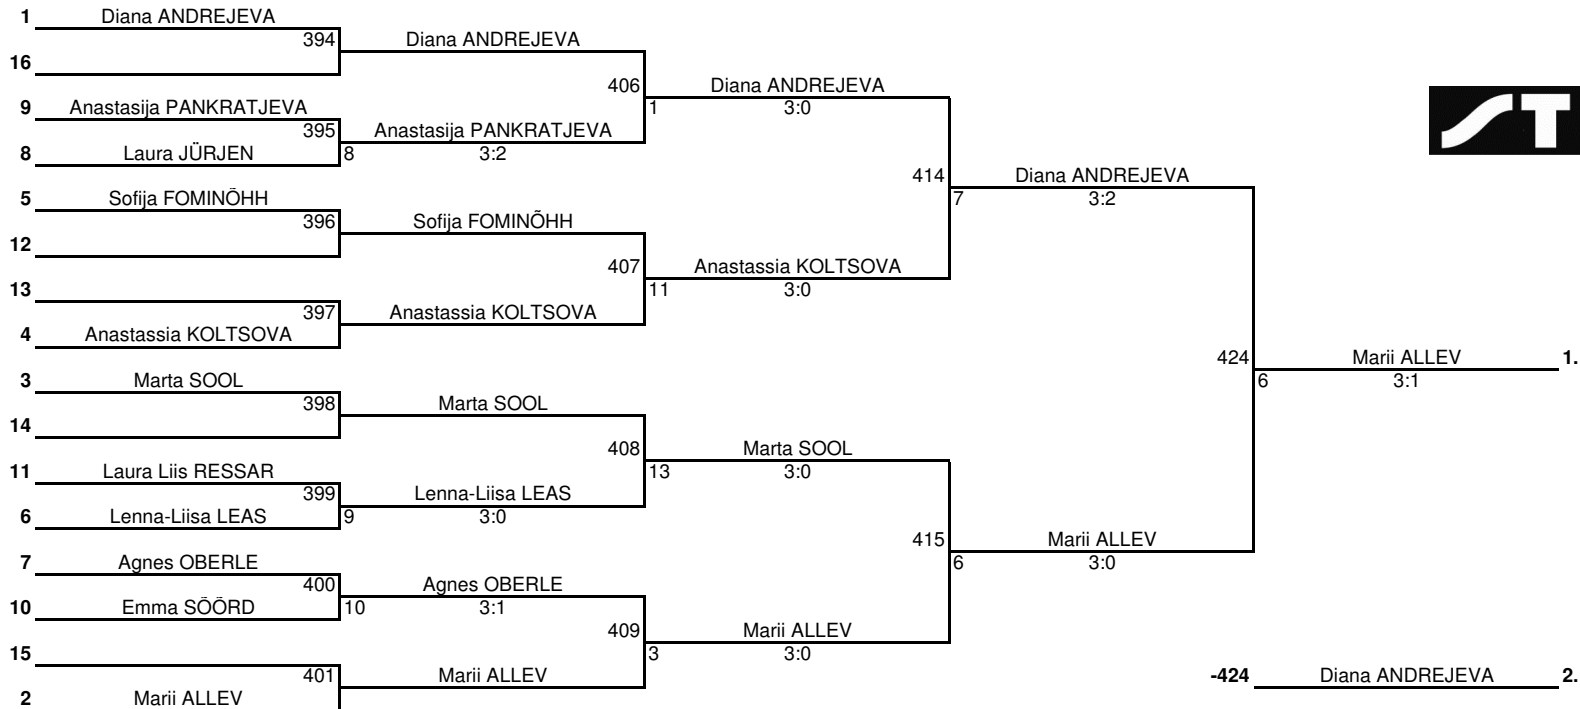 1 Diana ANDREJEVA
394 Diana ANDREJEVA
16
406 Diana ANDREJEVA
9 Anastasija PANKRATJEVA 1 3:0
395 Anastasija PANKRATJEVA
8 Laura JÜRJEN 8 3:2
414 Diana ANDREJEVA
5 Sofija FOMINÕHH 7 3:2
396 Sofija FOMINÕHH
12
407 Anastassia KOLTSOVA
13 11 3:0
397 Anastassia KOLTSOVA
4 Anastassia KOLTSOVA
424 Marii ALLEV 1.
3 Marta SOOL 6 3:1
398 Marta SOOL
14
408 Marta SOOL
11 Laura Liis RESSAR 13 3:0
399 Lenna-Liisa LEAS
6 Lenna-Liisa LEAS 9 3:0
415 Marii ALLEV
7 Agnes OBERLE 6 3:0
400 Agnes OBERLE
10 Emma SÕÕRD 10 3:1
409 Marii ALLEV
15 3 3:0
401 Marii ALLEV -424 Diana ANDREJEVA 2.
2 Marii ALLEV
ST